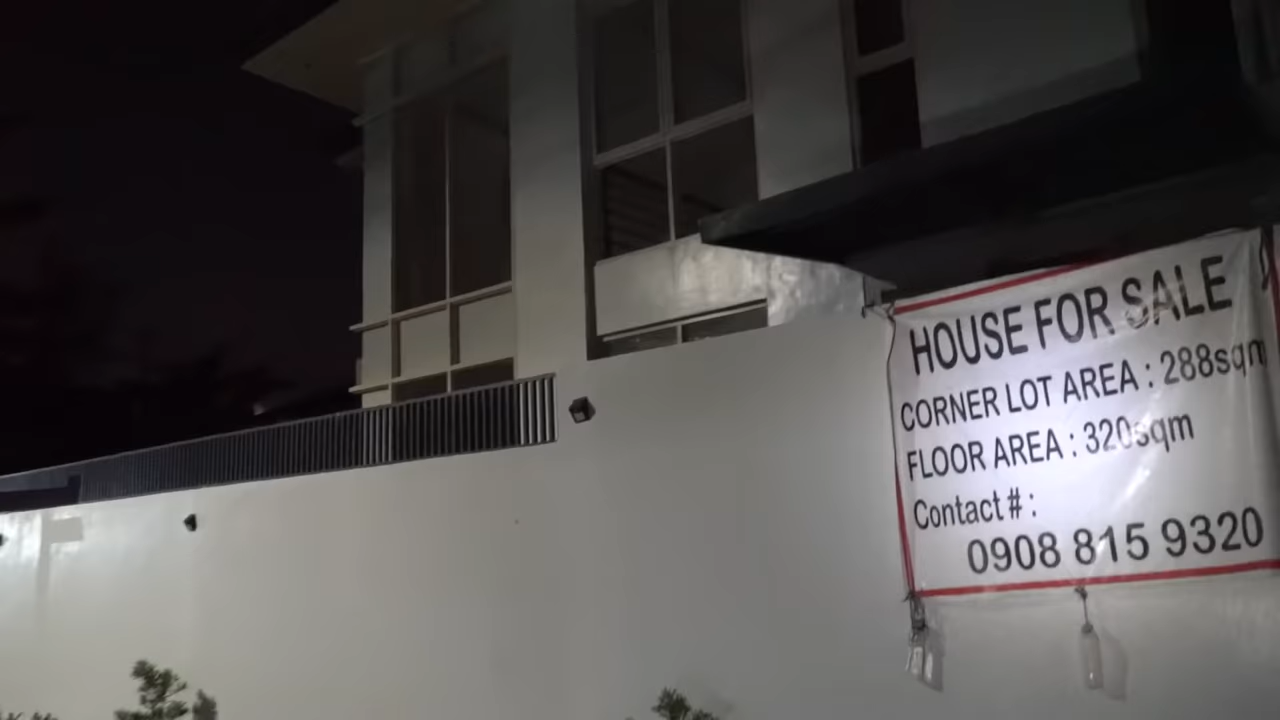 HOUSE FOR SALE
CORNER LOT AREA : 288sqm
FLOOR AREA : 320sqm
Contact # :
0908 815 9320